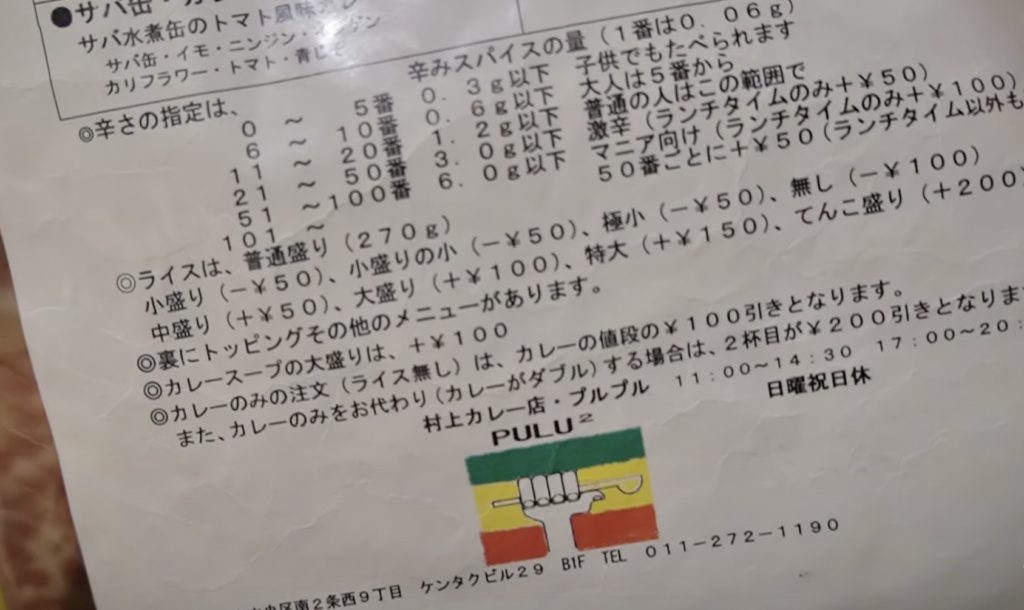 ●サバ缶・カ
サバ水煮缶のトマト風味カレ
サバ缶・イモ・ニンジン・
カリフラワー・トマト・青じそ
◎辛さの指定は、 辛みスパイスの量（１番は０．０６ｇ）
０ ～ ５番 ０．３ｇ以下 子供でもたべられます
６ ～ １０番 ０．６ｇ以下 大人は５番から
１１ ～ ２０番 １．２ｇ以下 普通の人はこの範囲で
２１ ～ ５０番 ３．０ｇ以下 激辛（ランチタイムのみ＋￥５０）
５１ ～１００番 ６．０ｇ以下 マニア向け（ランチタイムのみ＋￥１００）
１０１ ～ ５０番ごとに＋￥５０（ランチタイム以外も
◎ライスは、普通盛り（２７０ｇ）
小盛り（－￥５０）、小盛りの小（－￥５０）、極小（－￥５０）、無し（－￥１００）
中盛り（＋￥５０）、大盛り（＋￥１００）、特大（＋￥１５０）、てんこ盛り（＋２００
◎裏にトッピングその他のメニューがあります。
◎カレースープの大盛りは、＋￥１００
◎カレーのみの注文（ライス無し）は、カレーの値段の￥１００引きとなります。
また、カレーのみをお代わり（カレーがダブル）する場合は、２杯目が￥２００引きとなりま
村上カレー店・プルプル １１：００～１４：３０ １７：００～２０：
PULU² 日曜祝日休
中央区南２条西９丁目 ケンタクビル２９ B1F TEL ０１１－２７２－１１９０